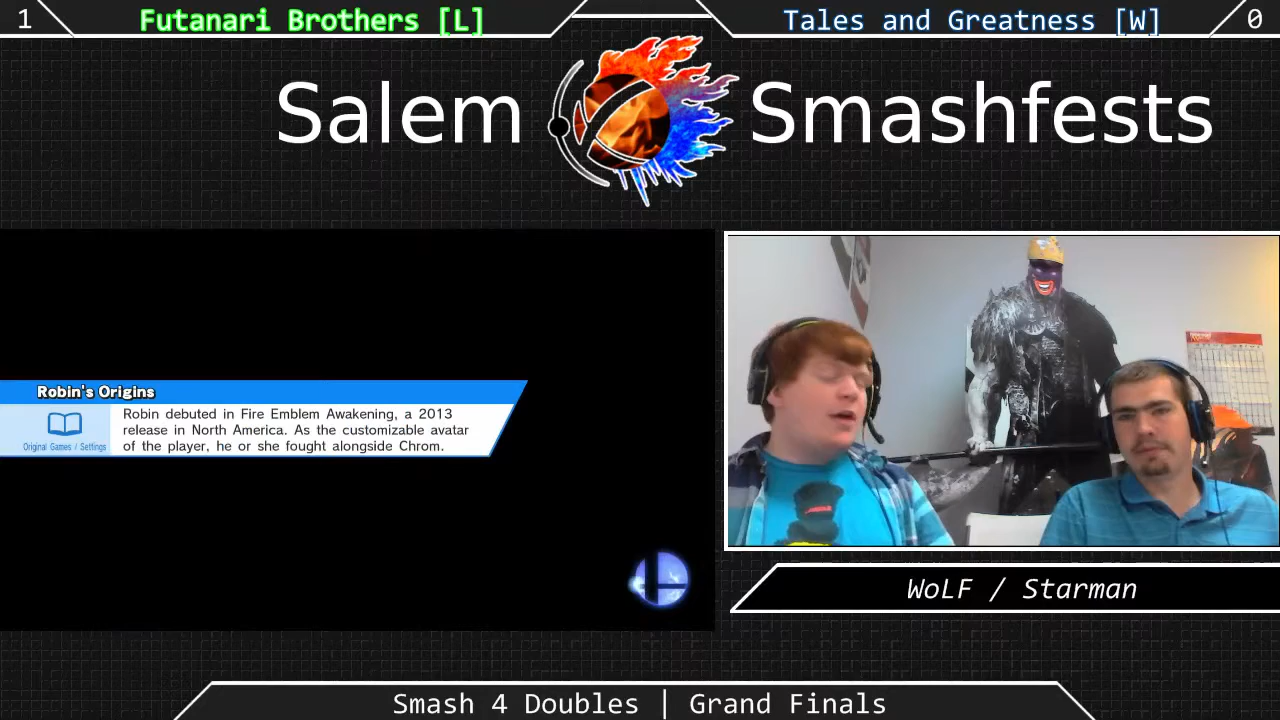 1
Futanari Brothers [L]
Tales and Greatness [W]
0
Salem Smashfests
Robin's Origins
Original Games / Settings
Robin debuted in Fire Emblem Awakening, a 2013
release in North America. As the customizable avatar
of the player, he or she fought alongside Chrom.
WoLF / Starman
Smash 4 Doubles | Grand Finals